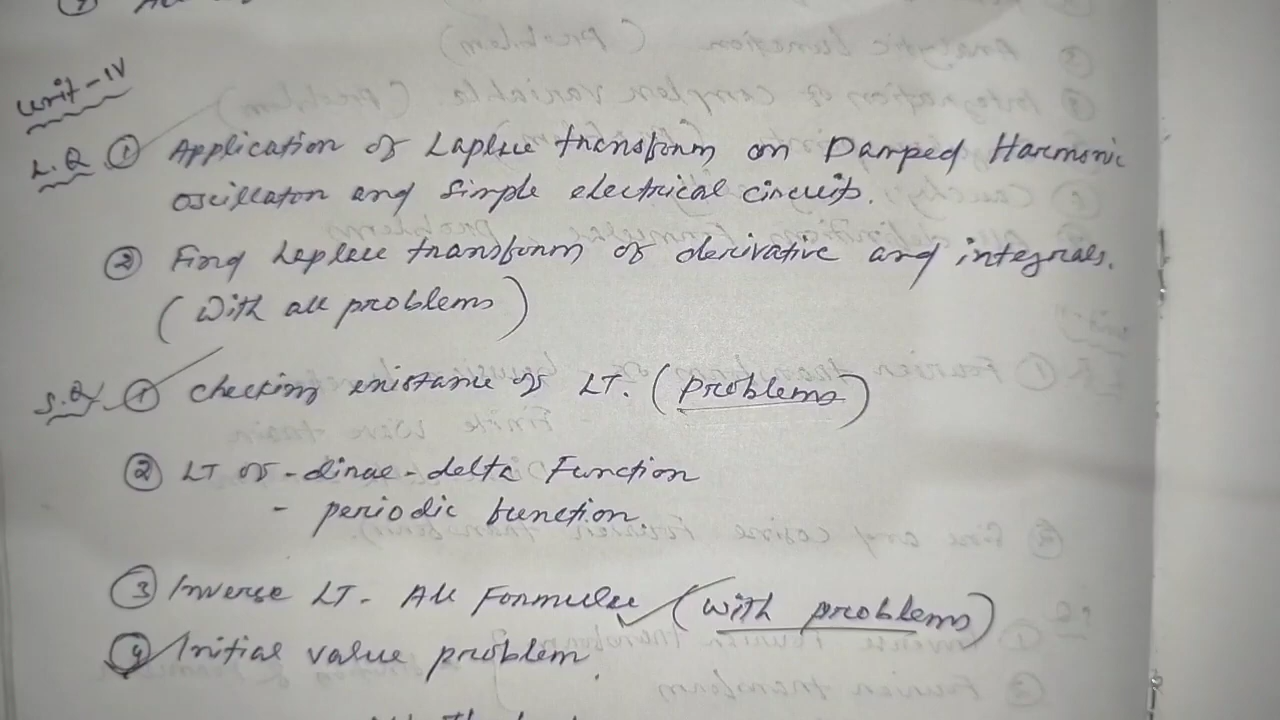 Unit-IV
L.Q ① Application of Laplace transform on Damped Harmonic
oscillator and simple electrical circuits.
② Find Laplace transform of derivative and integrals.
(With all problems)
S.Q ① Checking existance of LT. (Problems)
② LT of - dirac-delta Function
- periodic function
③ Inverse LT- All Formulae (With problems)
④ Initial value problem.